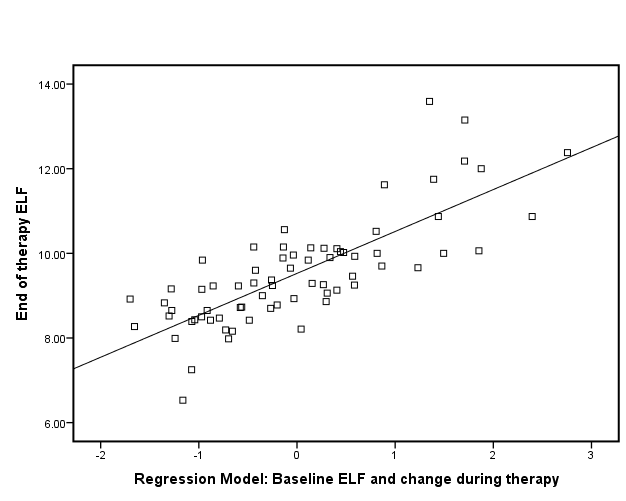 End of therapy ELF
14.00
12.00
10.00
8.00
6.00
-2 -1 0 1 2 3
Regression Model: Baseline ELF and change during therapy